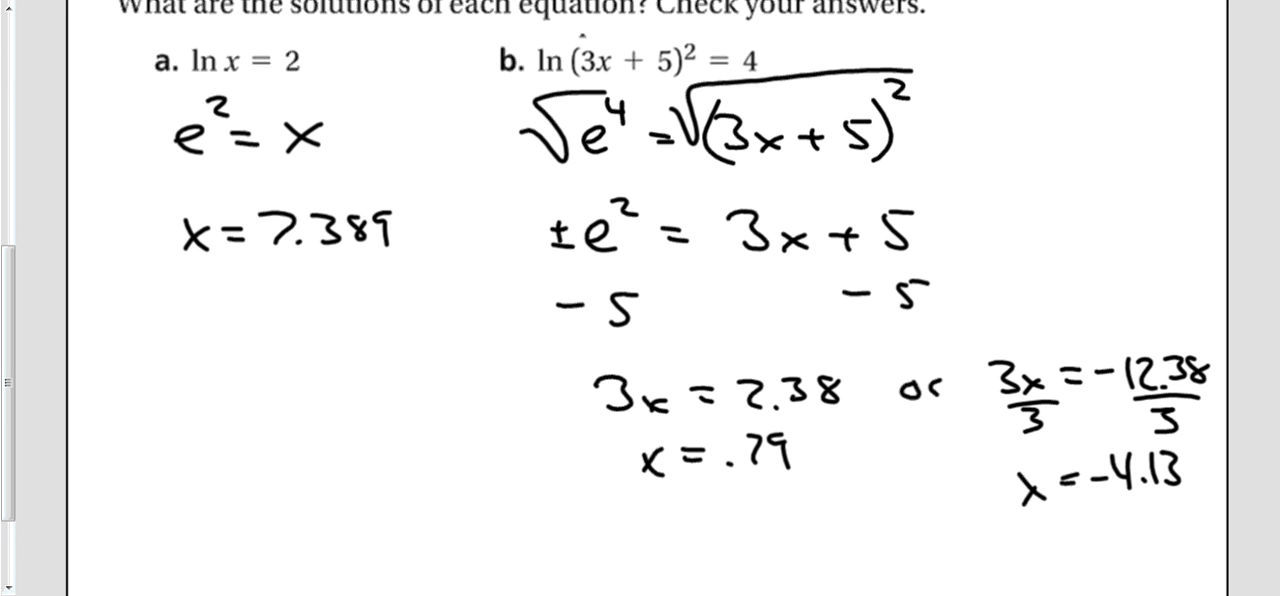 What are the solutions of each equation? Check your answers.
a. ln x = 2
e² = x
x = 7.389
b. ln (3x + 5)² = 4
√e⁴ = √(3x + 5)²
±e² = 3x + 5
- 5 - 5
3x = 2.38 or 3x/3 = -12.38/3
x = .79 x = -4.13